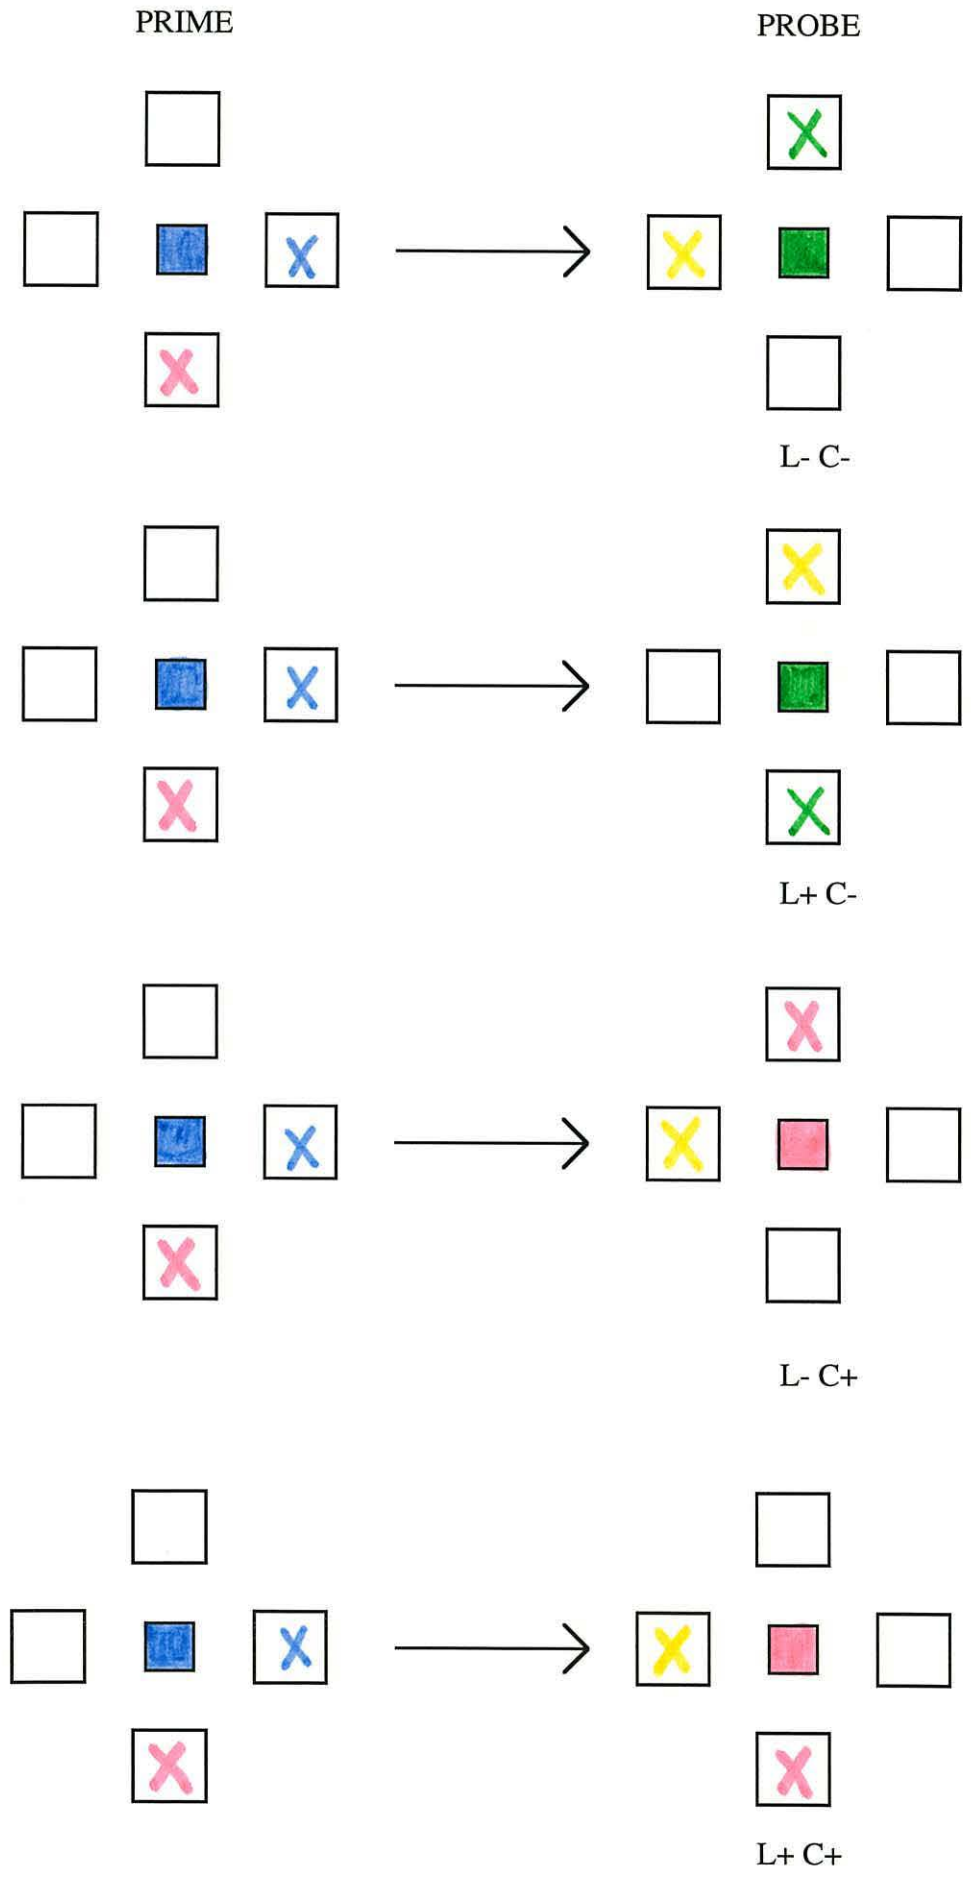 PRIME
PROBE
L- C-
L+ C-
L- C+
L+ C+